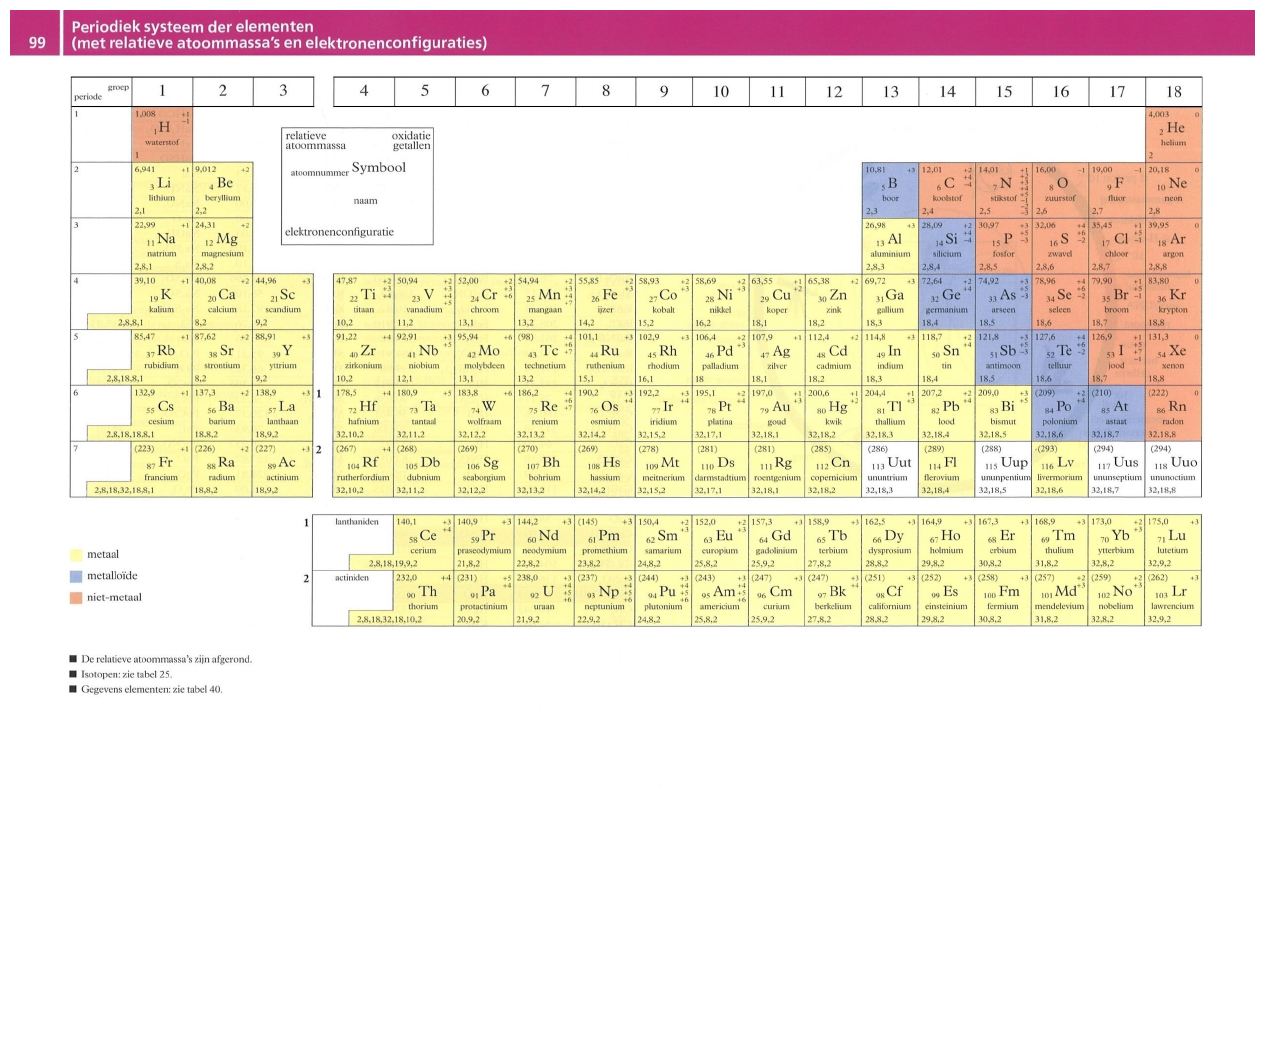 99
Periodiek systeem der elementen
(met relatieve atoommassa's en elektronenconfiguraties)
groep
periode
1 2 3 4 5 6 7 8 9 10 11 12 13 14 15 16 17 18
relatieve atoommassa
oxidatie getallen
atoomnummer Symbool
naam
elektronenconfiguratie
1
1,008 +1 -1
1 H
waterstof
1
4,003 0
2 He
helium
2
2
6,941 +1
3 Li
lithium
2,1
9,012 +2
4 Be
beryllium
2,2
10,81 +3
5 B
boor
2,3
12,01 +2 +4 -4
6 C
koolstof
2,4
14,01
7 N
stikstof
2,5
16,00 -1 -2
8 O
zuurstof
2,6
19,00 -1
9 F
fluor
2,7
20,18 0
10 Ne
neon
2,8
3
22,99 +1
11 Na
natrium
2,8,1
24,31 +2
12 Mg
magnesium
2,8,2
26,98 +3
13 Al
aluminium
2,8,3
28,09
14 Si
silicium
2,8,4
30,97 +3 +5 -3
15 P
fosfor
2,8,5
32,06 +4 +6 -2
16 S
zwavel
2,8,6
35,45 +1 +5 -1
17 Cl
chloor
2,8,7
39,95 0
18 Ar
argon
2,8,8
4
2,8,8,1
39,10 +1
19 K
kalium
40,08 +2
20 Ca
calcium
8,2
44,96 +3
21 Sc
scandium
9,2
47,87 +2 +3 +4
22 Ti
titaan
10,2
50,94 +2 +3 +4 +5
23 V
vanadium
11,2
52,00 +2 +3 +6
24 Cr
chroom
13,1
54,94 +2 +3 +4 +7
25 Mn
mangaan
13,2
55,85 +2 +3
26 Fe
ijzer
14,2
58,93 +2 +3
27 Co
kobalt
15,2
58,69 +2 +3
28 Ni
nikkel
16,2
63,55 +1 +2
29 Cu
koper
18,1
65,38 +2
30 Zn
zink
18,2
69,72 +3
31 Ga
gallium
18,3
72,64 +2 +4
32 Ge
germanium
18,4
74,92 +3 +5 -3
33 As
arseen
18,5
78,96 +4 +6 -2
34 Se
seleen
18,6
79,90 +1 +5 -1
35 Br
broom
18,7
83,80 0
36 Kr
krypton
18,8
5
2,8,18,8,1
85,47 +1
37 Rb
rubidium
87,62 +2
38 Sr
strontium
8,2
88,91 +3
39 Y
yttrium
9,2
91,22 +4
40 Zr
zirkonium
10,2
92,91 +3 +5
41 Nb
niobium
12,1
95,94 +6
42 Mo
molybdeen
13,1
(98) +4 +6 +7
43 Tc
technetium
13,2
101,1 +3
44 Ru
ruthenium
15,1
102,9 +3
45 Rh
rhodium
16,1
106,4 +2 +3
46 Pd
palladium
18
107,9 +1
47 Ag
zilver
18,1
112,4 +2
48 Cd
cadmium
18,2
114,8 +3
49 In
indium
18,3
118,7 +2 +4
50 Sn
tin
18,4
121,8 +3 +5 -3
51 Sb
antimoon
18,5
127,6 +4 +6 -2
52 Te
telluur
18,6
126,9 +1 +5 +7 -1
53 I
jood
18,7
131,3 0
54 Xe
xenon
18,8
6
2,8,18,18,8,1
132,9 +1
55 Cs
cesium
137,3 +2
56 Ba
barium
18,8,2
138,9 +3
57 La
lanthaan
18,9,2
1
178,5 +4
72 Hf
hafnium
32,10,2
180,9 +5
73 Ta
tantaal
32,11,2
183,8 +6
74 W
wolfraam
32,12,2
186,2 +4 +6 +7
75 Re
renium
32,13,2
190,2 +3 +4
76 Os
osmium
32,14,2
192,2 +3 +4
77 Ir
iridium
32,15,2
195,1 +2 +4
78 Pt
platina
32,17,1
197,0 +1 +3
79 Au
goud
32,18,1
200,6 +1 +2
80 Hg
kwik
32,18,2
204,4 +1 +3
81 Tl
thallium
32,18,3
207,2 +2 +4
82 Pb
lood
32,18,4
209,0 +3 +5
83 Bi
bismut
32,18,5
(209) +2 +4
84 Po
polonium
32,18,6
(210)
85 At
astaat
32,18,7
(222) 0
86 Rn
radon
32,18,8
7
2,8,18,32,18,8,1
(223) +1
87 Fr
francium
(226) +2
88 Ra
radium
18,8,2
(227) +3
89 Ac
actinium
18,9,2
2
(267) +4
104 Rf
rutherfordium
32,10,2
(268)
105 Db
dubnium
32,11,2
(269)
106 Sg
seaborgium
32,12,2
(270)
107 Bh
bohrium
32,13,2
(269)
108 Hs
hassium
32,14,2
(278)
109 Mt
meitnerium
32,15,2
(281)
110 Ds
darmstadtium
32,17,1
(281)
111 Rg
roentgenium
32,18,1
(285)
112 Cn
copernicium
32,18,2
(286)
113 Uut
ununtrium
32,18,3
(289)
114 Fl
flerovium
32,18,4
(288)
115 Uup
ununpentium
32,18,5
(293)
116 Lv
livermorium
32,18,6
(294)
117 Uus
ununseptium
32,18,7
(294)
118 Uuo
ununoctium
32,18,8
1
lanthaniden
2,8,18,19,9,2
140,1 +3 +4
58 Ce
cerium
140,9 +3
59 Pr
praseodymium
21,8,2
144,2 +3
60 Nd
neodymium
22,8,2
(145) +3
61 Pm
promethium
23,8,2
150,4 +2 +3
62 Sm
samarium
24,8,2
152,0 +2 +3
63 Eu
europium
25,8,2
157,3 +3
64 Gd
gadolinium
25,9,2
158,9 +3
65 Tb
terbium
27,8,2
162,5 +3
66 Dy
dysprosium
28,8,2
164,9 +3
67 Ho
holmium
29,8,2
167,3 +3
68 Er
erbium
30,8,2
168,9 +3
69 Tm
thulium
31,8,2
173,0 +2 +3
70 Yb
ytterbium
32,8,2
175,0 +3
71 Lu
lutetium
32,9,2
2
actiniden
2,8,18,32,18,10,2
232,0 +4
90 Th
thorium
(231) +5 +4
91 Pa
protactinium
20,9,2
238,0 +3 +4 +5 +6
92 U
uraan
21,9,2
(237) +3 +4 +5 +6
93 Np
neptunium
22,9,2
(244) +3 +4 +5 +6
94 Pu
plutonium
24,8,2
(243) +3 +4 +5 +6
95 Am
americium
25,8,2
(247) +3
96 Cm
curium
25,9,2
(247) +3 +4
97 Bk
berkelium
27,8,2
(251) +3
98 Cf
californium
28,8,2
(252) +3
99 Es
einsteinium
29,8,2
(258) +3
100 Fm
fermium
30,8,2
(257) +2 +3
101 Md
mendelevium
31,8,2
(259) +2 +3
102 No
nobelium
32,8,2
(262) +3
103 Lr
lawrencium
32,9,2
metaal
metalloïde
niet-metaal
■ De relatieve atoommassa's zijn afgerond.
■ Isotopen: zie tabel 25.
■ Gegevens elementen: zie tabel 40.